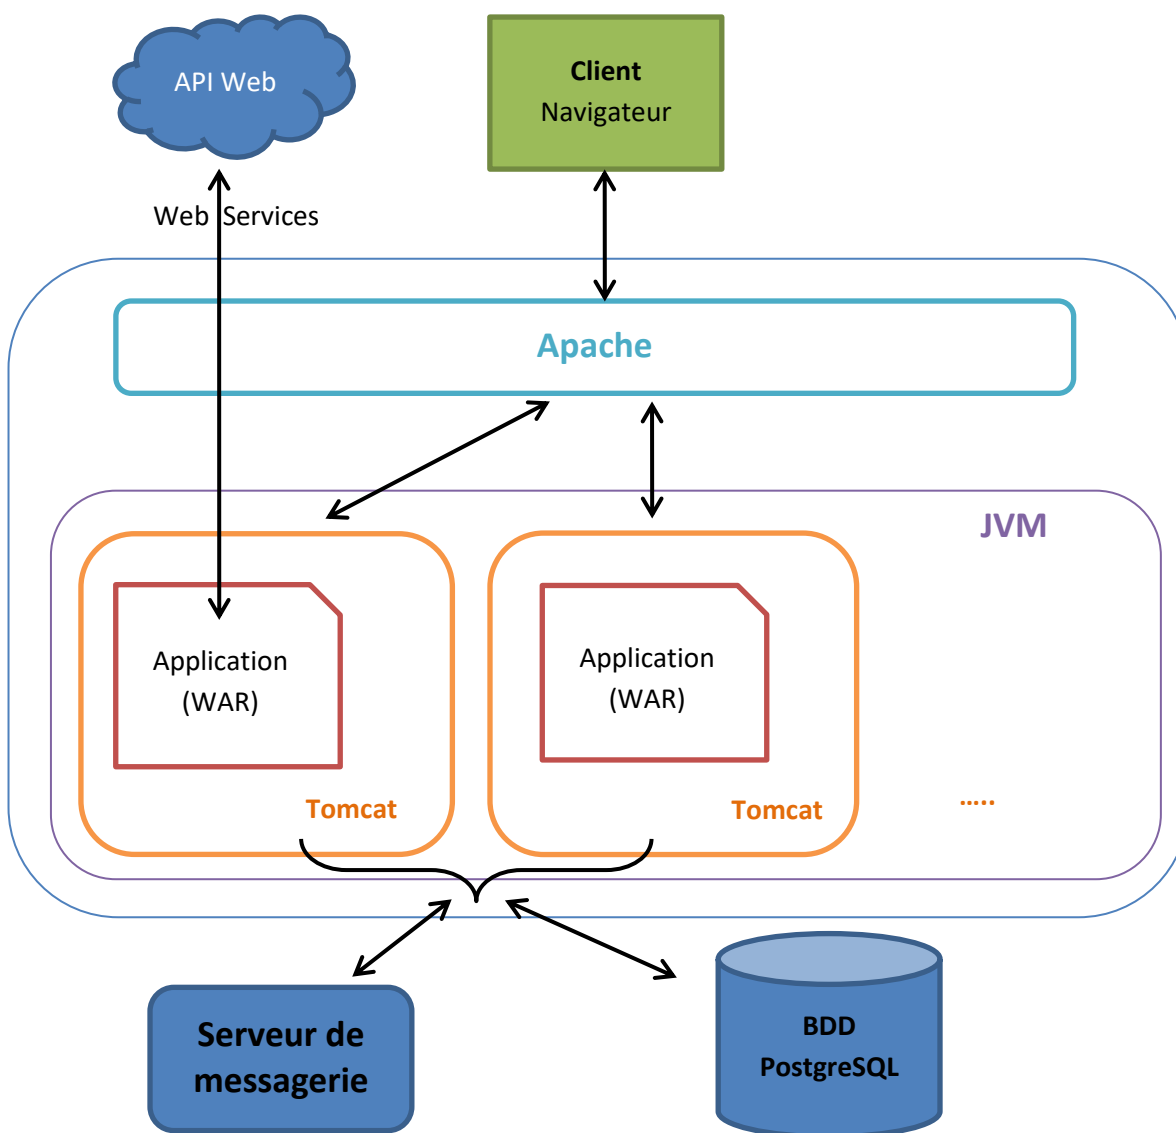 API Web
Client
Navigateur
Web Services
Apache
JVM
Application
(WAR)
Application
(WAR)
Tomcat
Tomcat
.....
Serveur de
messagerie
BDD
PostgreSQL